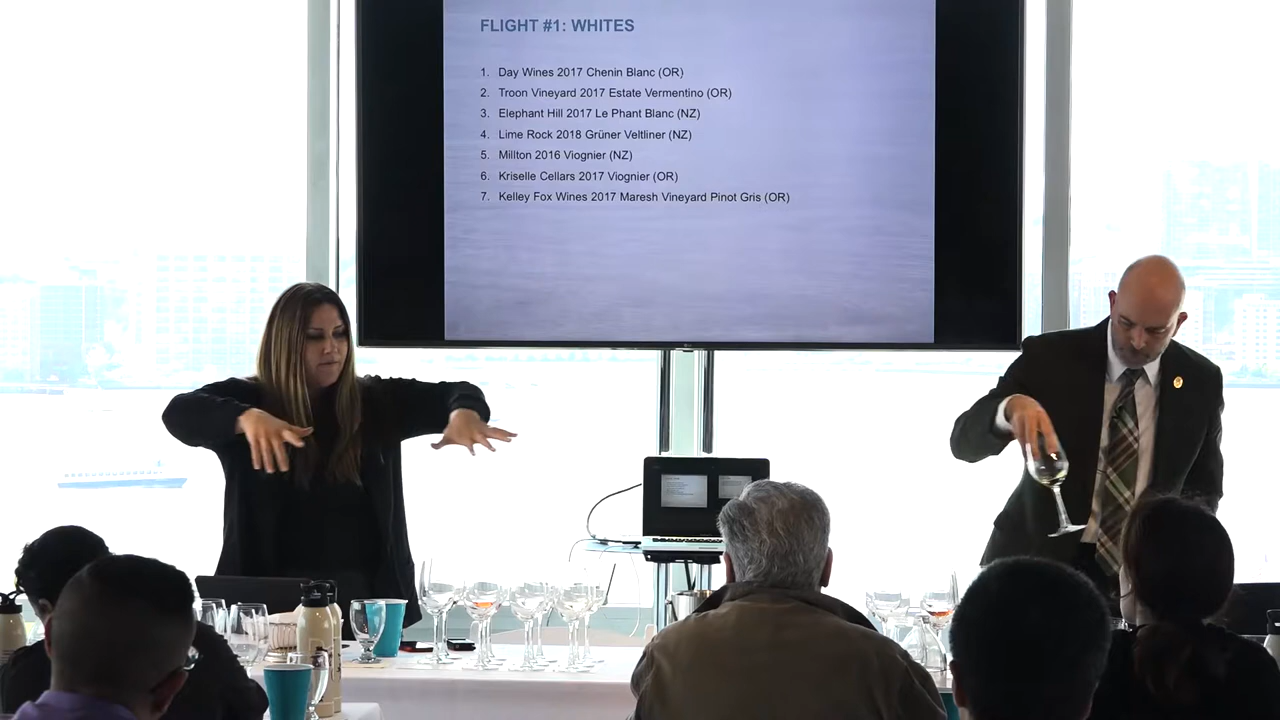 FLIGHT #1: WHITES
1. Day Wines 2017 Chenin Blanc (OR)
2. Troon Vineyard 2017 Estate Vermentino (OR)
3. Elephant Hill 2017 Le Phant Blanc (NZ)
4. Lime Rock 2018 Grüner Veltliner (NZ)
5. Millton 2016 Viognier (NZ)
6. Kriselle Cellars 2017 Viognier (OR)
7. Kelley Fox Wines 2017 Maresh Vineyard Pinot Gris (OR)